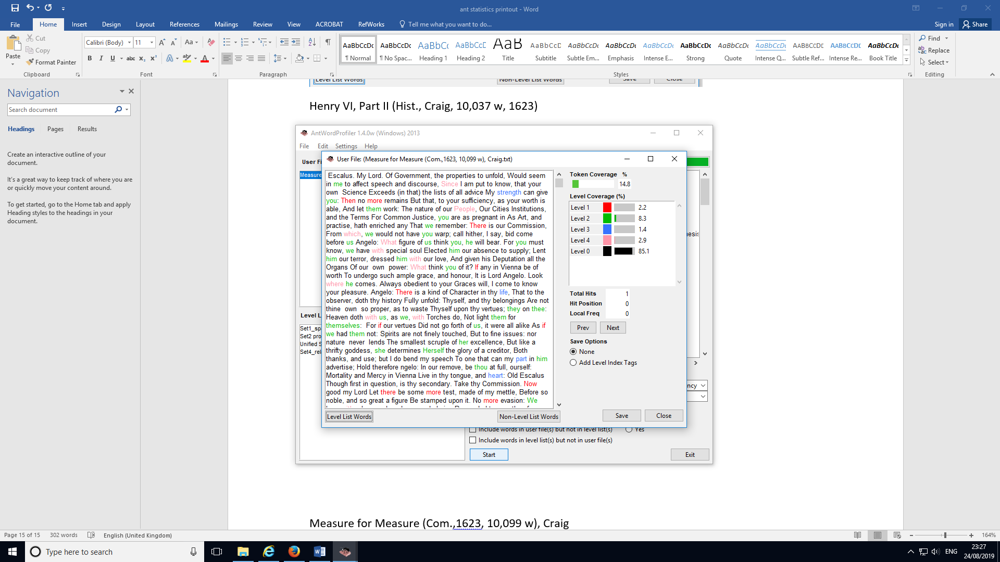 ant statistics printout - Word
File Home Insert Design Layout References Mailings Review View ACROBAT RefWorks Tell me what you want to do... Sign in Share
Paste
Cut
Copy
Format Painter
Clipboard
Calibri (Body) 11
Font
Paragraph
AaBbCcDc AaBbCcDc AaBbCc AaBbCcD AaB AaBbCcD AaBbCcDc AaBbCcDc AaBbCcDc AaBbCcDc AaBbCcDc AaBbCcDc AABBCCDD AABBCCDD AaBbCcDc
¶ Normal ¶ No Spac... Heading 1 Heading 2 Title Subtitle Subtle Em... Emphasis Intense E... Strong Quote Intense Q... Subtle Ref... Intense Re... Book Title
Styles
Find
Replace
Select
Editing
Navigation
Search document
Headings Pages Results
Create an interactive outline of your
document.
It's a great way to keep track of where you are
or quickly move your content around.
To get started, go to the Home tab and apply
Heading styles to the headings in your
document.
Level List Words Non-Level List Words Save Close
Henry VI, Part II (Hist., Craig, 10,037 w, 1623)
AntWordProfiler 1.4.0w (Windows) 2013
File Edit Settings Help
User Fi
Measure
Level L
Set1_sp
Set2 pro
Unified S
Set4_rel
User File: (Measure for Measure (Com.,1623, 10,099 w), Craig.txt)
Escalus. My Lord. Of Government, the properties to unfold, Would seem
in me to affect speech and discourse, Since I am put to know, that your
own Science Exceeds (in that) the lists of all advice My strength can give
you: Then no more remains But that, to your sufficiency, as your worth is
able, And let them work: The nature of our People, Our Cities Institutions,
and the Terms For Common Justice, you are as pregnant in As Art, and
practise, hath enriched any That we remember: There is our Commission,
From which, we would not have you warp; call hither, I say, bid come
before us Angelo: What figure of us think you, he will bear. For you must
know, we have with special soul Elected him our absence to supply; Lent
him our terror, dressed him with our love, And given his Deputation all the
Organs Of our own power: What think you of it? If any in Vienna be of
worth To undergo such ample grace, and honour, It is Lord Angelo. Look
where he comes. Always obedient to your Graces will, I come to know
your pleasure. Angelo: There is a kind of Character in thy life, That to the
observer, doth thy history Fully unfold: Thyself, and thy belongings Are not
thine own so proper, as to waste Thyself upon thy vertues; they on thee:
Heaven doth with us, as we, with Torches do, Not light them for
themselves: For if our vertues Did not go forth of us, it were all alike As if
we had them not: Spirits are not finely touched, But to fine issues: nor
nature never lends The smallest scruple of her excellence, But like a
thrifty goddess, she determines Herself the glory of a creditor, Both
thanks, and use; but I do bend my speech To one that can my part in him
advertise; Hold therefore ngelo: In our remove, be thou at full, ourself:
Mortality and Mercy in Vienna Live in thy tongue, and heart: Old Escalus
Though first in question, is thy secondary. Take thy Commission. Now
good my Lord Let there be some more test, made of my mettle, Before so
noble, and so great a figure Be stamped upon it. No more evasion: We
Level List Words Non-Level List Words Save Close
Token Coverage %
14.8
Level Coverage (%)
Level 1 2.2
Level 2 8.3
Level 3 1.4
Level 4 2.9
Level 0 85.1
Total Hits 1
Hit Position 0
Local Freq 0
Prev Next
Save Options
None
Add Level Index Tags
nesis
ncy
Include words in user file(s) but not in level list(s) Yes
Include words in level list(s) but not in user file(s)
Start Exit
Measure for Measure (Com.,1623, 10,099 w), Craig
Page 15 of 15 302 words English (United Kingdom) 164%
Type here to search
ENG
23:27
24/08/2019